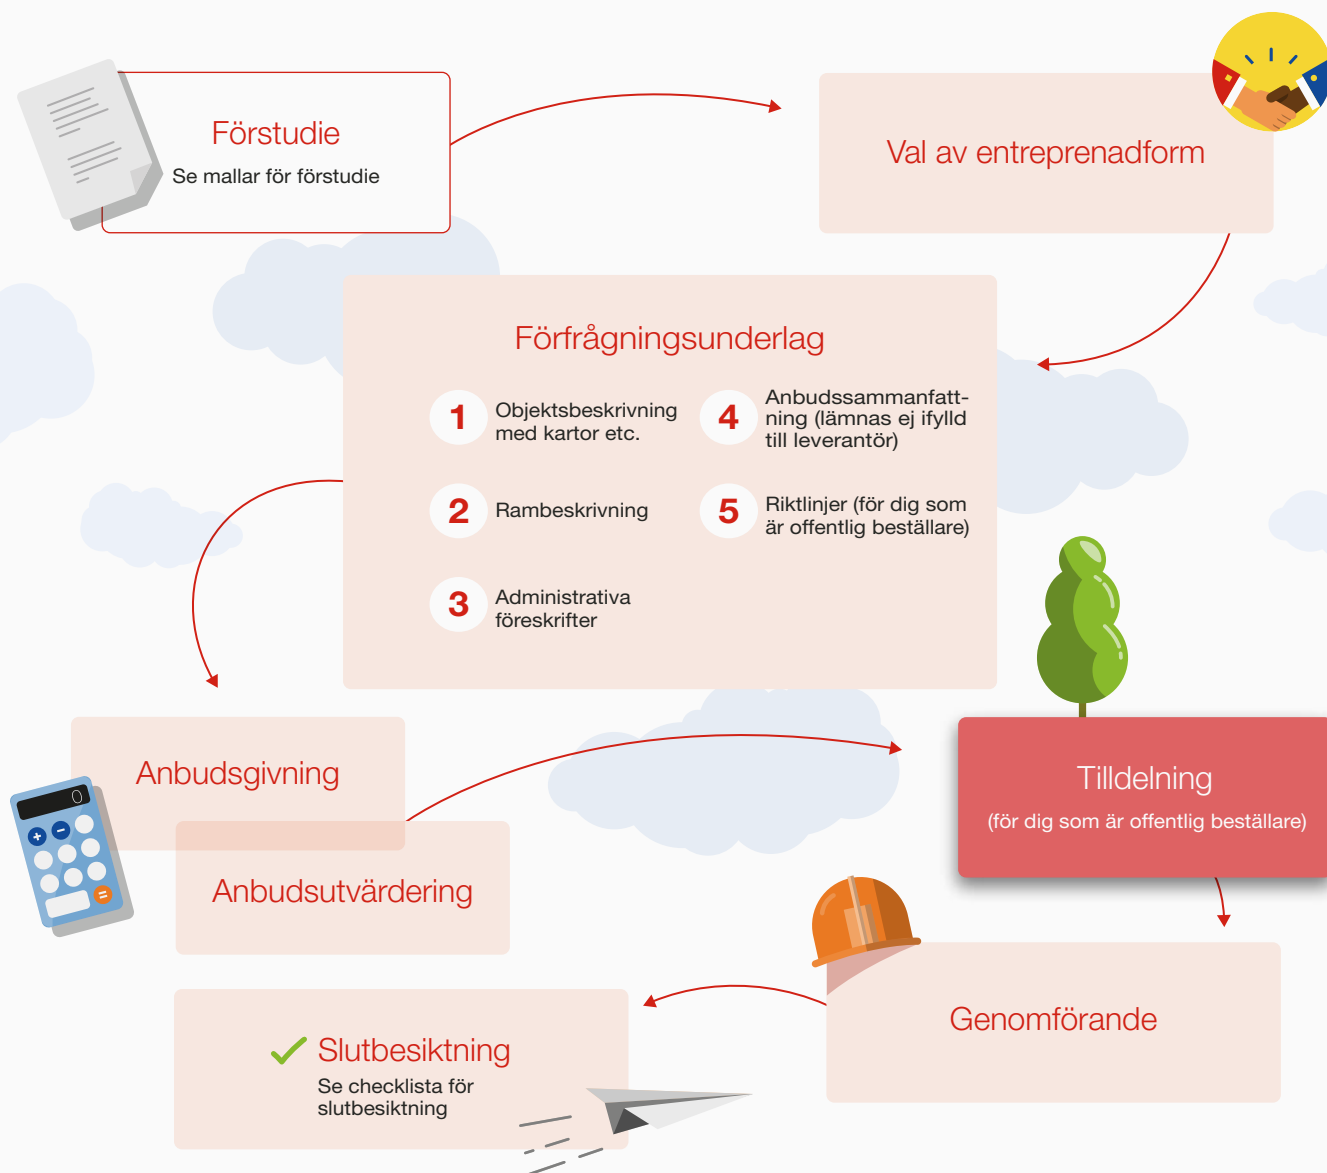 Förstudie
Se mallar för förstudie
Val av entreprenadform
Förfrågningsunderlag
1
Objektsbeskrivning
med kartor etc.
2
Rambeskrivning
3
Administrativa
föreskrifter
4
Anbudssammanfatt-
ning (lämnas ej ifylld
till leverantör)
5
Riktlinjer (för dig som
är offentlig beställare)
Anbudsgivning
0
+ −
=
Anbudsutvärdering
Tilldelning
(för dig som är offentlig beställare)
Genomförande
Slutbesiktning
Se checklista för
slutbesiktning